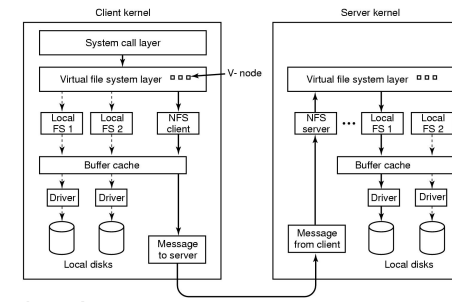 Client kernel
Server kernel
System call layer
Virtual file system layer
V- node
Virtual file system layer
Local
FS 1
Local
FS 2
NFS
client
NFS
server
...
Local
FS 1
Local
FS 2
Buffer cache
Buffer cache
Driver
Driver
Driver
Driver
Message
to server
Message
from client
Local disks
Local disks